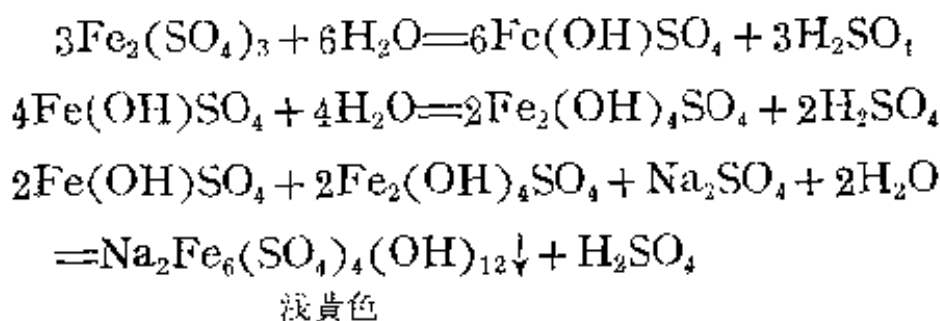 3Fe₂(SO₄)₃+6H₂O═6Fe(OH)SO₄+3H₂SO₄
4Fe(OH)SO₄+4H₂O═2Fe₂(OH)₄SO₄+2H₂SO₄
2Fe(OH)SO₄+2Fe₂(OH)₄SO₄+Na₂SO₄+2H₂O
═Na₂Fe₆(SO₄)₄(OH)₁₂↓+H₂SO₄
浅黄色